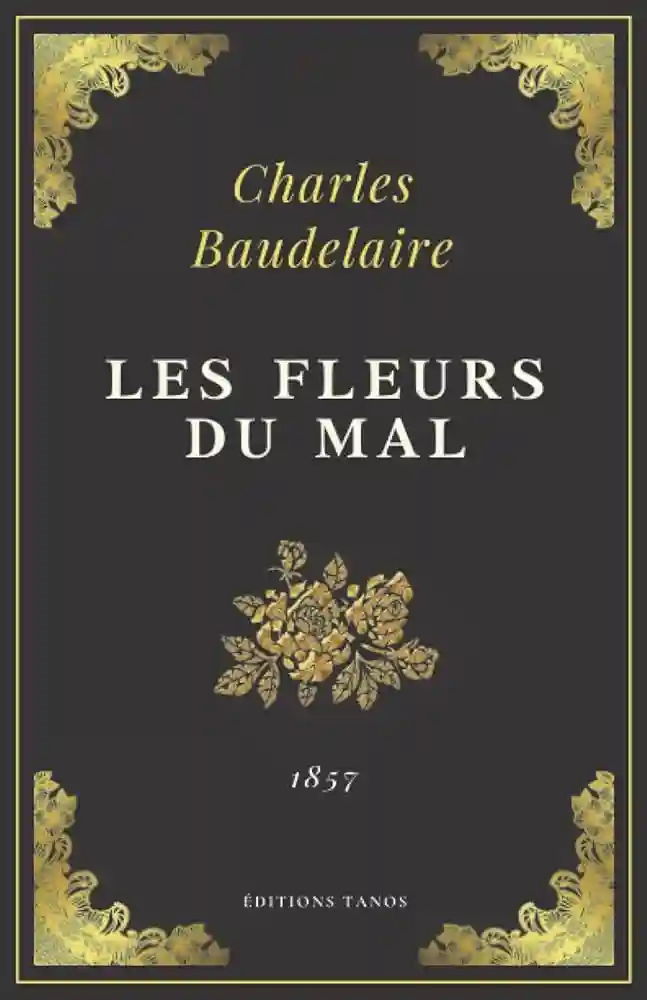 Charles
Baudelaire
LES FLEURS
DU MAL
1857
ÉDITIONS TANOS